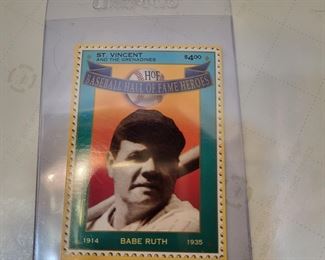 ST. VINCENT $4.00
AND THE GRENADINES
HOF
BASEBALL HALL OF FAME HEROES
1914 BABE RUTH 1935